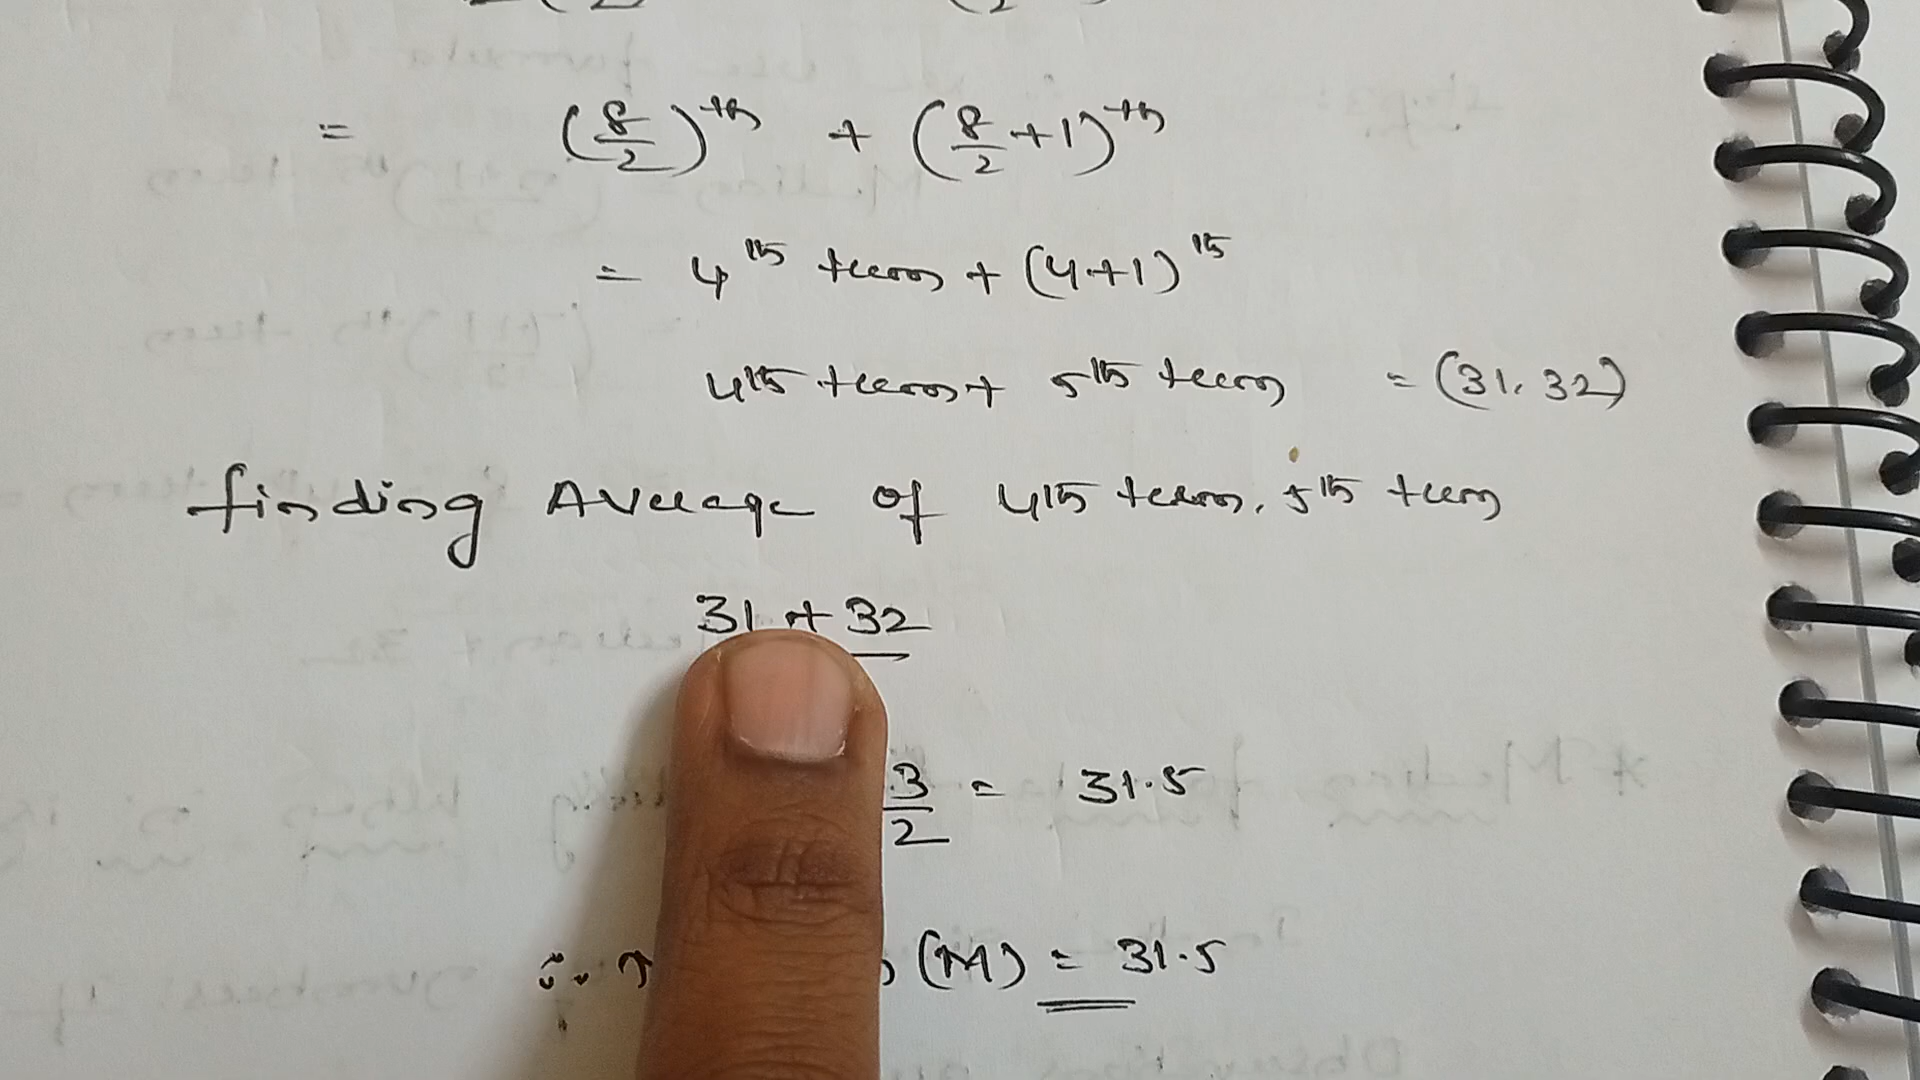 = (8/2)th + (8/2 +1)th
= 4th term + (4+1)th
4th term + 5th term = (31, 32)
finding Average of 4th term, 5th term
31 + 32
3/2 = 31.5
(M) = 31.5